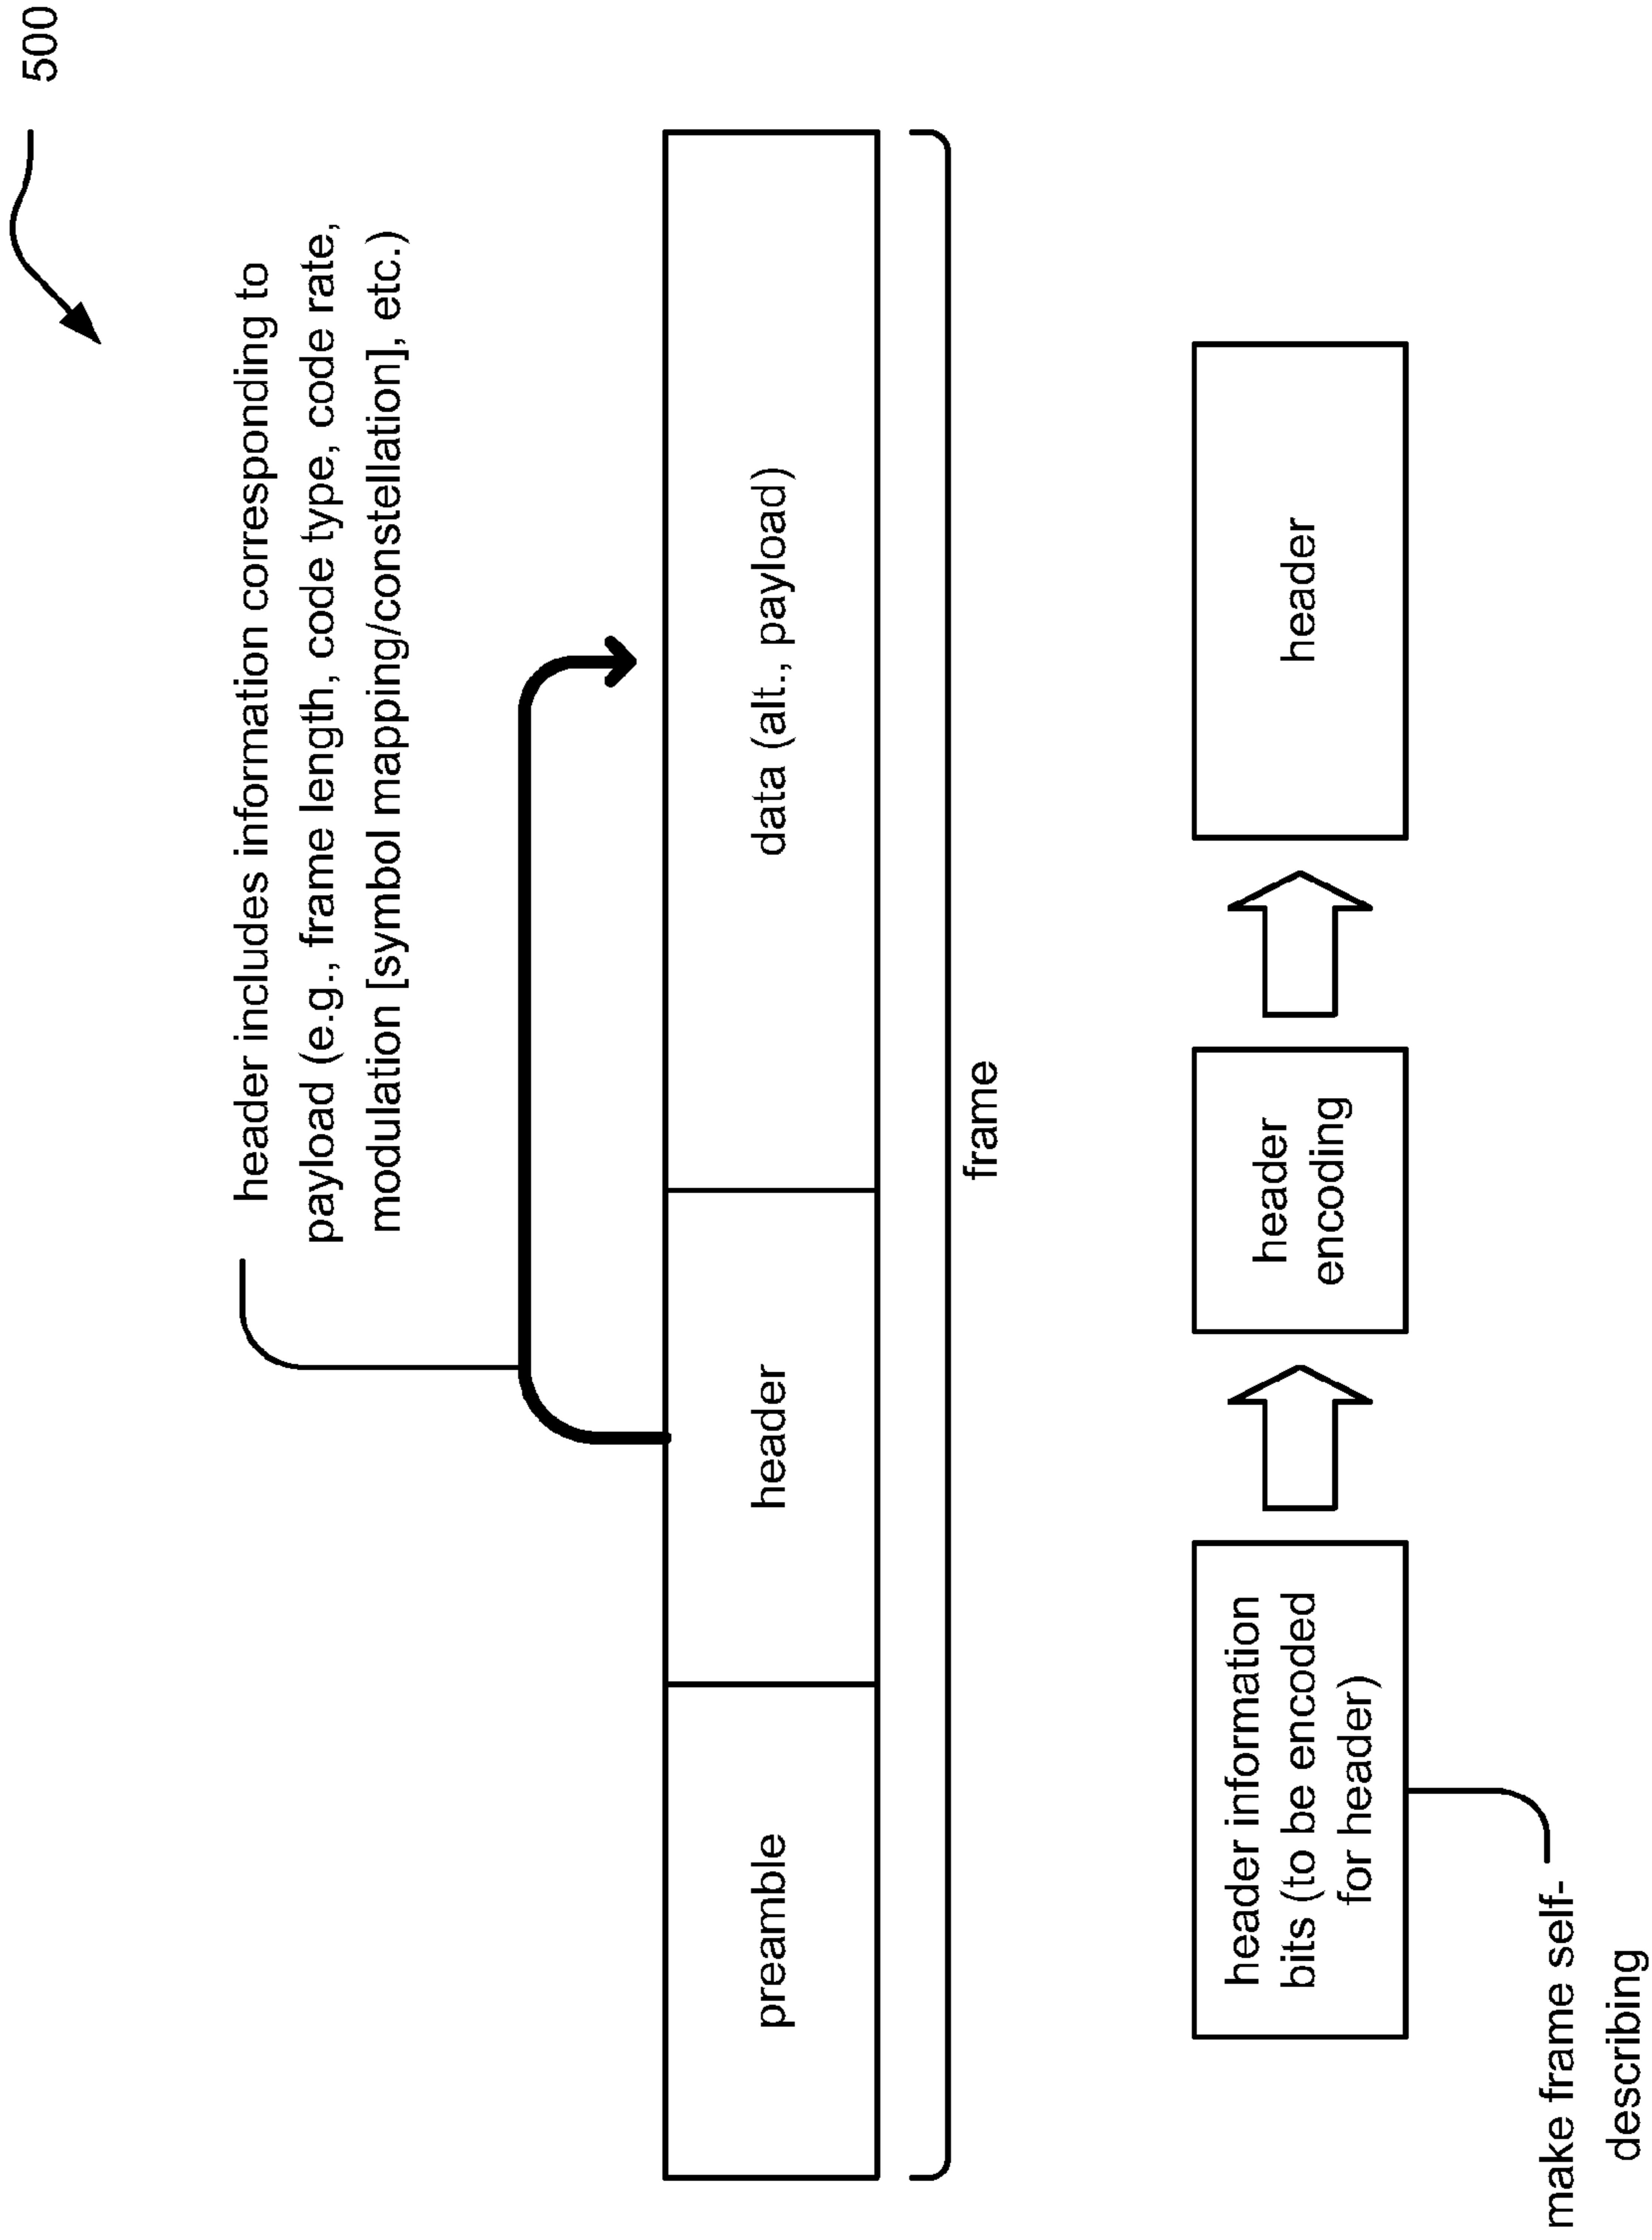 500
header includes information corresponding to
payload (e.g., frame length, code type, code rate,
modulation [symbol mapping/constellation], etc.)
preamble
header
data (alt., payload)
frame
header information
bits (to be encoded
for header)
header
encoding
header
make frame self-
describing